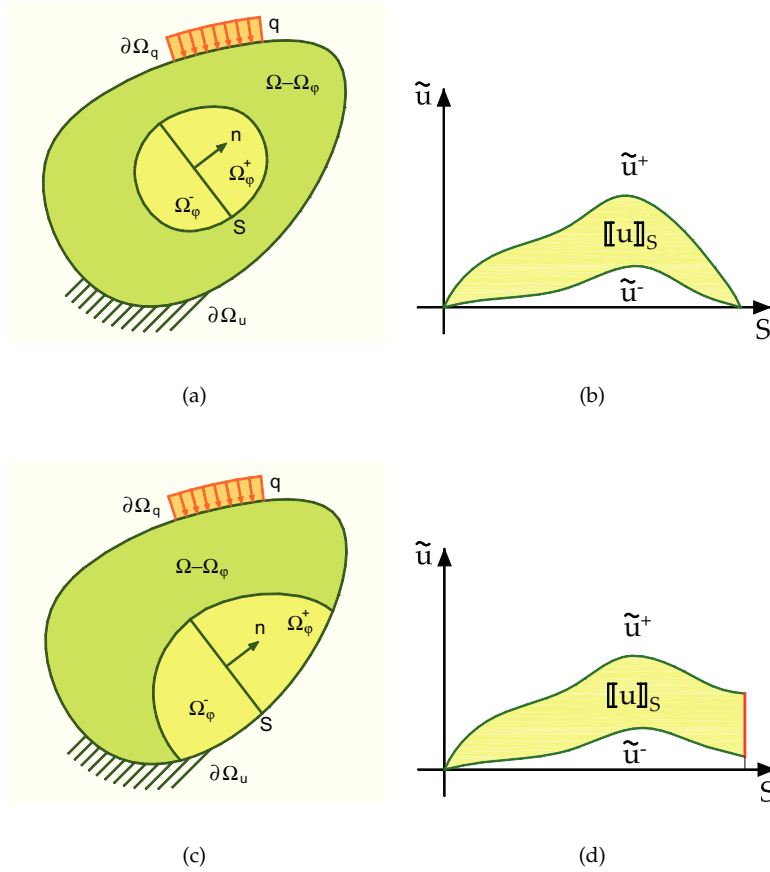 q
∂Ω_q
Ω−Ω_φ
n
Ω_φ^+
Ω_φ^-
S
∂Ω_u
(a)
ũ
ũ⁺
⟦u⟧_S
ũ⁻
S
(b)
q
∂Ω_q
Ω−Ω_φ
n
Ω_φ^+
Ω_φ^-
S
∂Ω_u
(c)
ũ
ũ⁺
⟦u⟧_S
ũ⁻
S
(d)